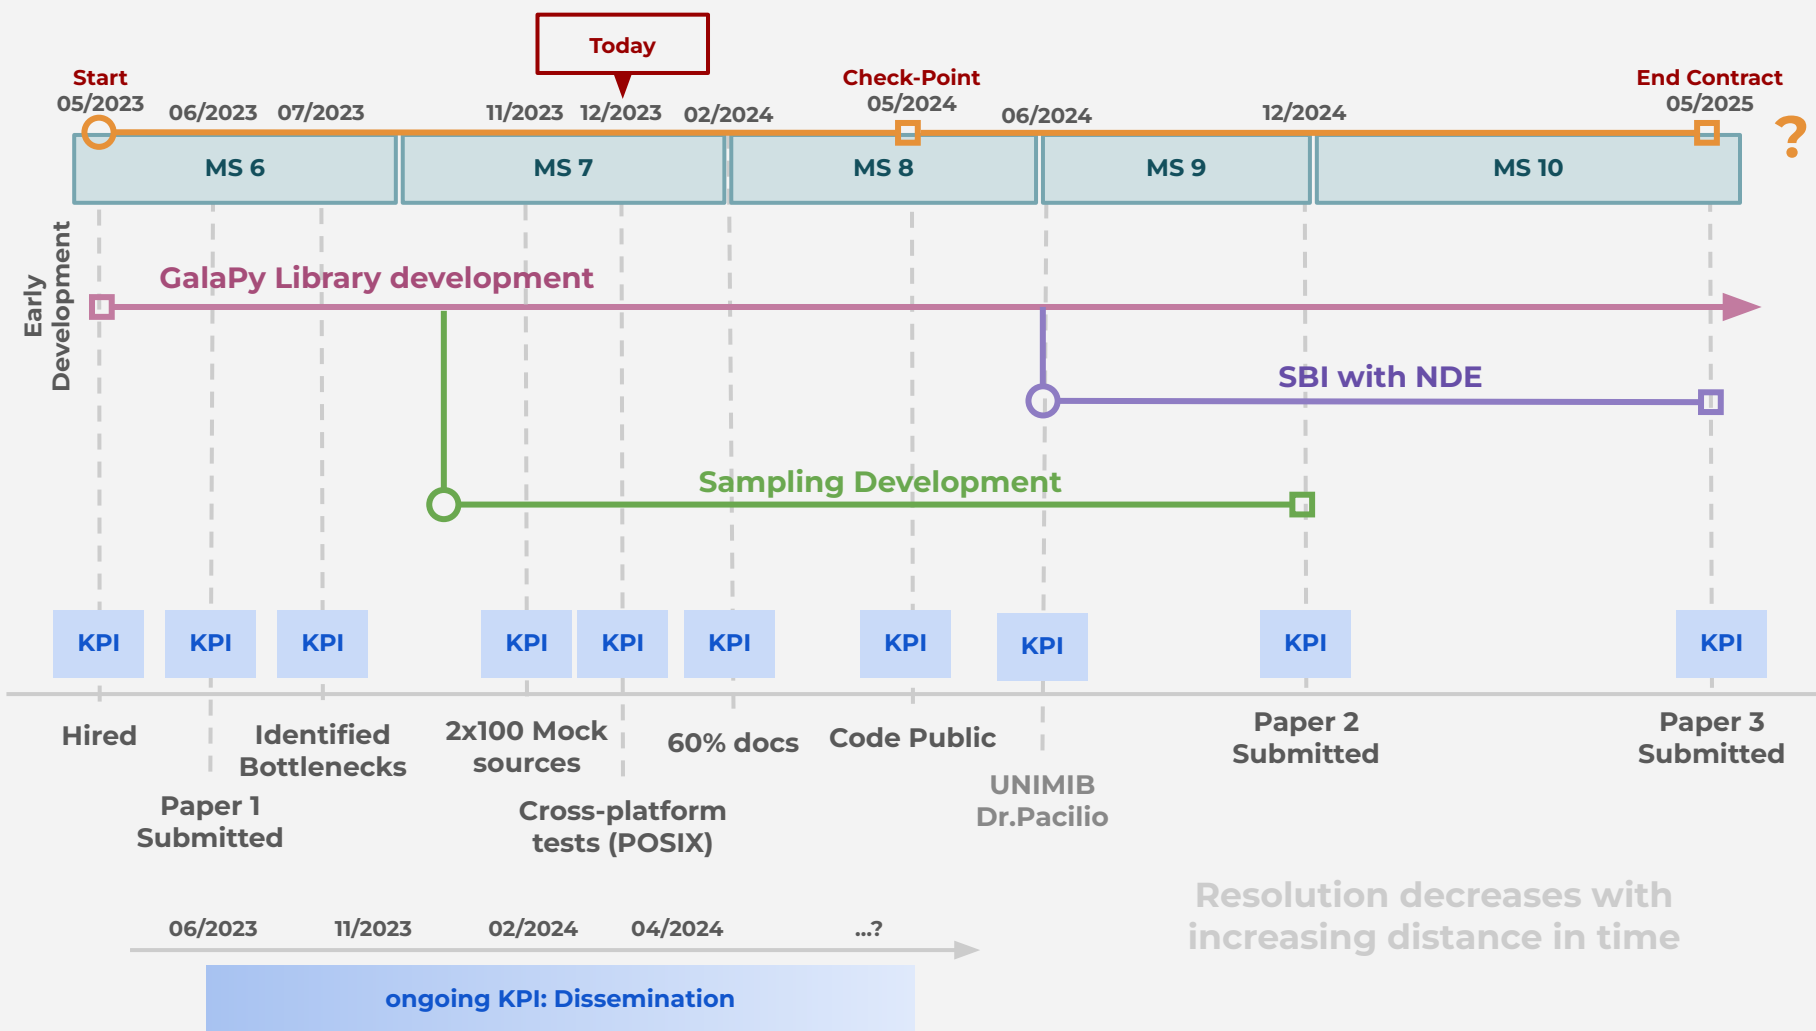 Today
Start
Check-Point
End Contract
05/2023
06/2023
07/2023
11/2023
12/2023
02/2024
05/2024
06/2024
12/2024
05/2025
?
MS 6
MS 7
MS 8
MS 9
MS 10
Early
Development
GalaPy Library development
SBI with NDE
Sampling Development
KPI
KPI
KPI
KPI
KPI
KPI
KPI
KPI
KPI
KPI
Hired
Paper 1
Submitted
Identified
Bottlenecks
2x100 Mock
sources
Cross-platform
tests (POSIX)
60% docs
Code Public
UNIMIB
Dr.Pacilio
Paper 2
Submitted
Paper 3
Submitted
Resolution decreases with
increasing distance in time
06/2023
11/2023
02/2024
04/2024
...?
ongoing KPI: Dissemination